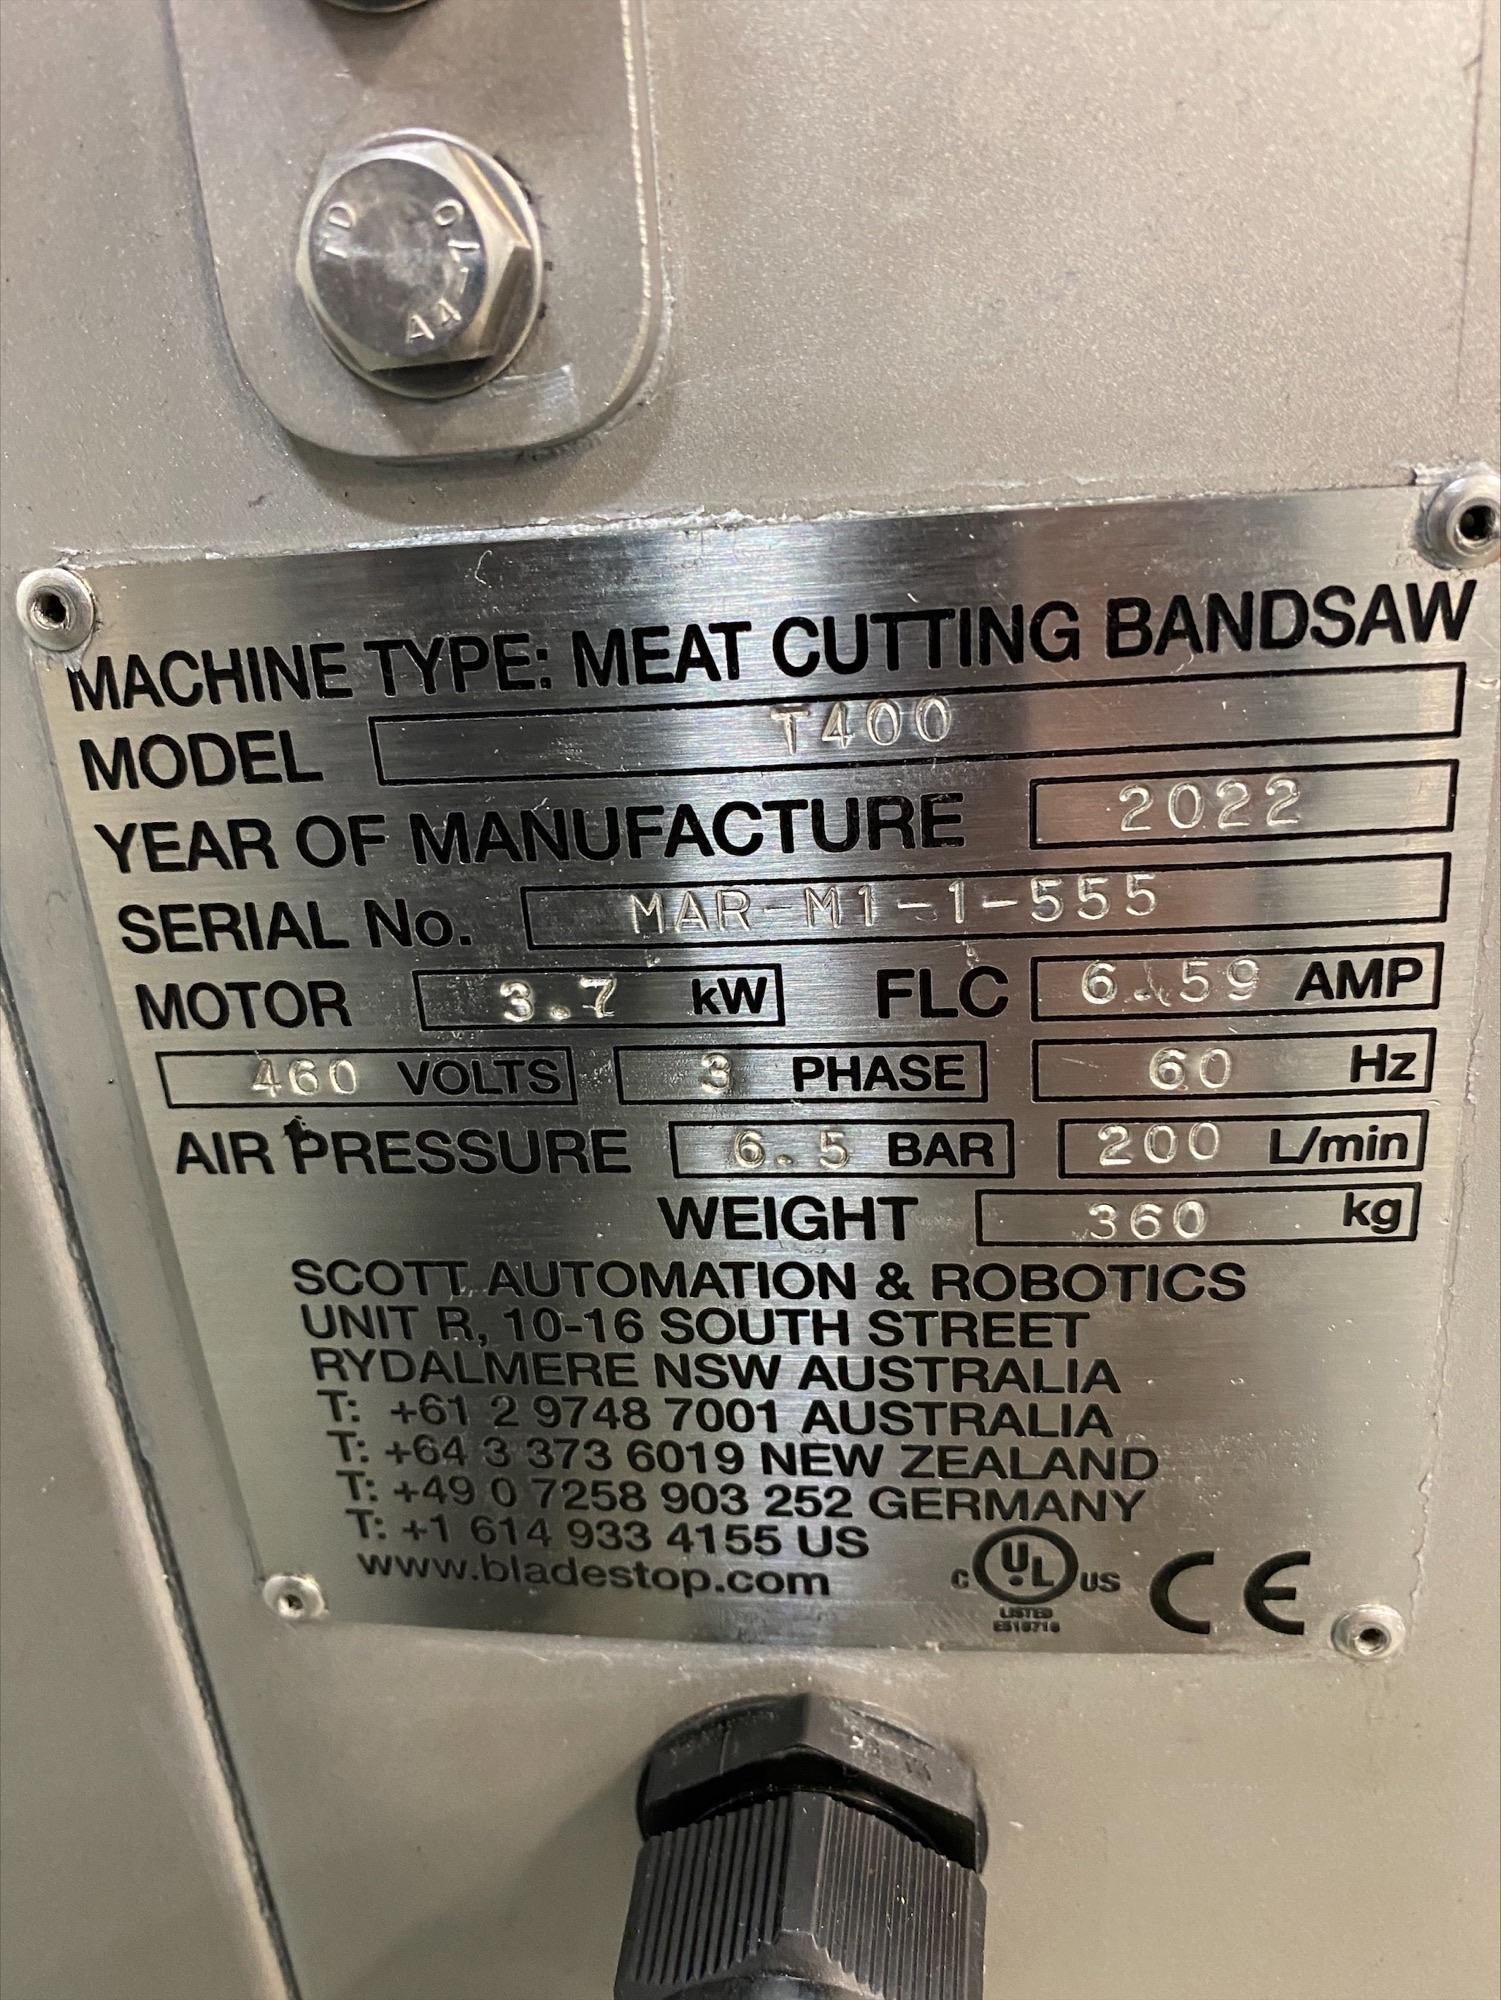 A4-70
MACHINE TYPE: MEAT CUTTING BANDSAW
MODEL T400
YEAR OF MANUFACTURE 2022
SERIAL No. MAR-M1-1-555
MOTOR 3.7 kW FLC 6.59 AMP
460 VOLTS 3 PHASE 60 Hz
AIR PRESSURE 6.5 BAR 200 L/min
WEIGHT 360 kg
SCOTT AUTOMATION & ROBOTICS
UNIT R, 10-16 SOUTH STREET
RYDALMERE NSW AUSTRALIA
T: +61 2 9748 7001 AUSTRALIA
T: +64 3 373 6019 NEW ZEALAND
T: +49 0 7258 903 252 GERMANY
T: +1 614 933 4155 US
www.bladestop.com
C UL US CE
LISTED